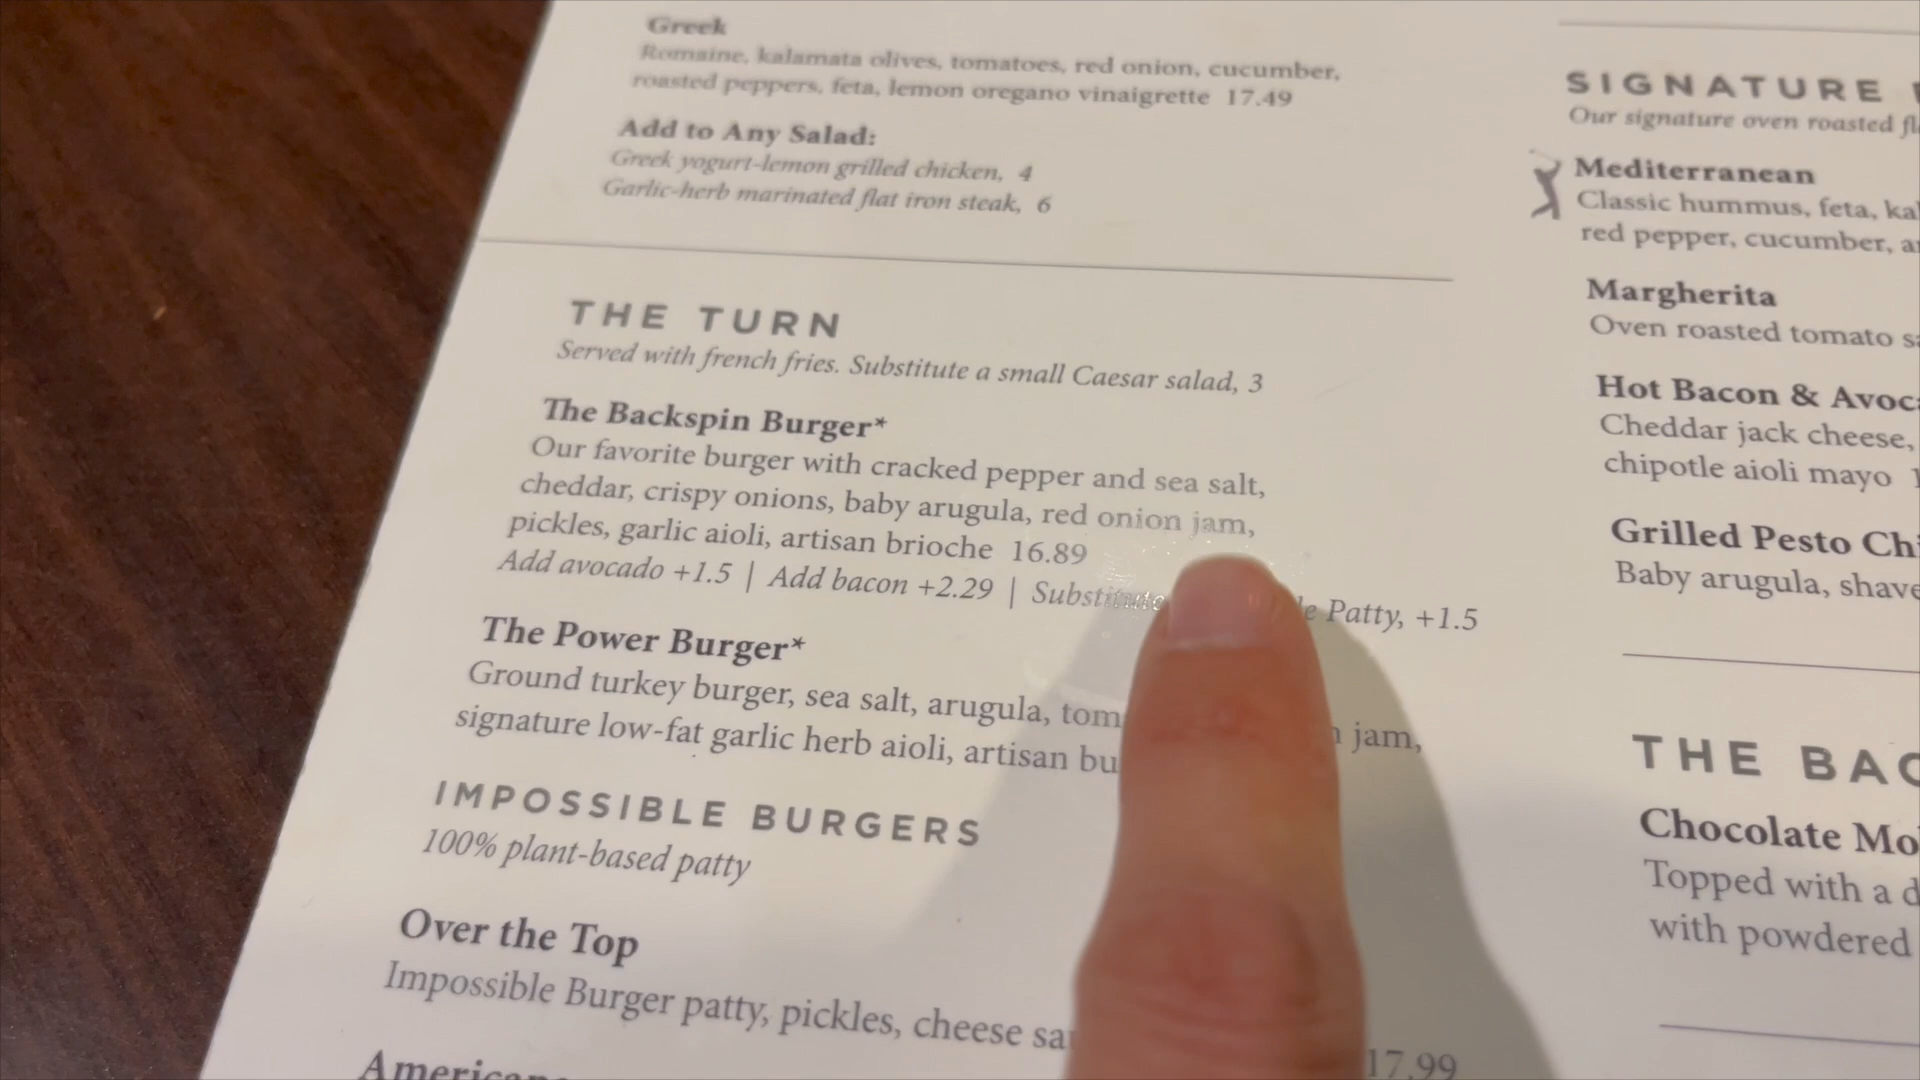 Greek
Romaine, kalamata olives, tomatoes, red onion, cucumber,
roasted peppers, feta, lemon oregano vinaigrette 17.49
Add to Any Salad:
Greek yogurt-lemon grilled chicken, 4
Garlic-herb marinated flat iron steak, 6
THE TURN
Served with french fries. Substitute a small Caesar salad, 3
The Backspin Burger*
Our favorite burger with cracked pepper and sea salt,
cheddar, crispy onions, baby arugula, red onion jam,
pickles, garlic aioli, artisan brioche 16.89
Add avocado +1.5 | Add bacon +2.29 | Substitute Patty, +1.5
The Power Burger*
Ground turkey burger, sea salt, arugula, jam,
signature low-fat garlic herb aioli, artisan
IMPOSSIBLE BURGERS
100% plant-based patty
Over the Top
Impossible Burger patty, pickles, cheese
17.99
SIGNATURE
Our signature oven roasted
Mediterranean
Classic hummus, feta,
red pepper, cucumber,
Margherita
Oven roasted tomato
Hot Bacon &
Cheddar jack cheese,
chipotle aioli mayo
Grilled Pesto
Baby arugula,
THE
Chocolate
Topped with a
with powdered